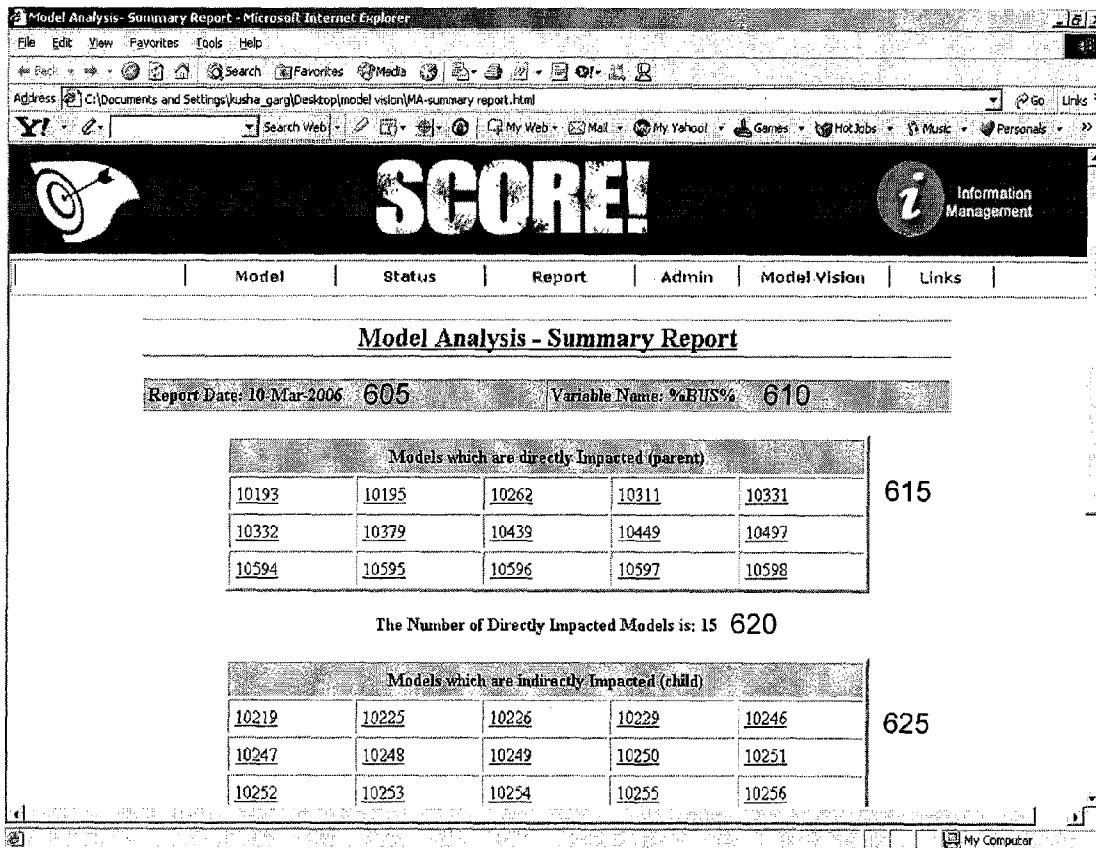 Model Analysis- Summary Report - Microsoft Internet Explorer
File Edit View Favorites Tools Help
Back Search Favorites Media
Address C:\Documents and Settings\kusha_garg\Desktop\model vision\MA-summary report.html Go Links
Y! Search Web My Web Mail My Yahoo! Games HotJobs Music Personals »
SCORE!
i Information Management
Model Status Report Admin Model Vision Links
Model Analysis - Summary Report
Report Date: 10-Mar-2006 605 Variable Name: %BUS% 610
Models which are directly Impacted (parent)
10193 10195 10262 10311 10331 615
10332 10379 10439 10449 10497
10594 10595 10596 10597 10598
The Number of Directly Impacted Models is: 15 620
Models which are indirectly Impacted (child)
10219 10225 10226 10229 10246 625
10247 10248 10249 10250 10251
10252 10253 10254 10255 10256
My Computer